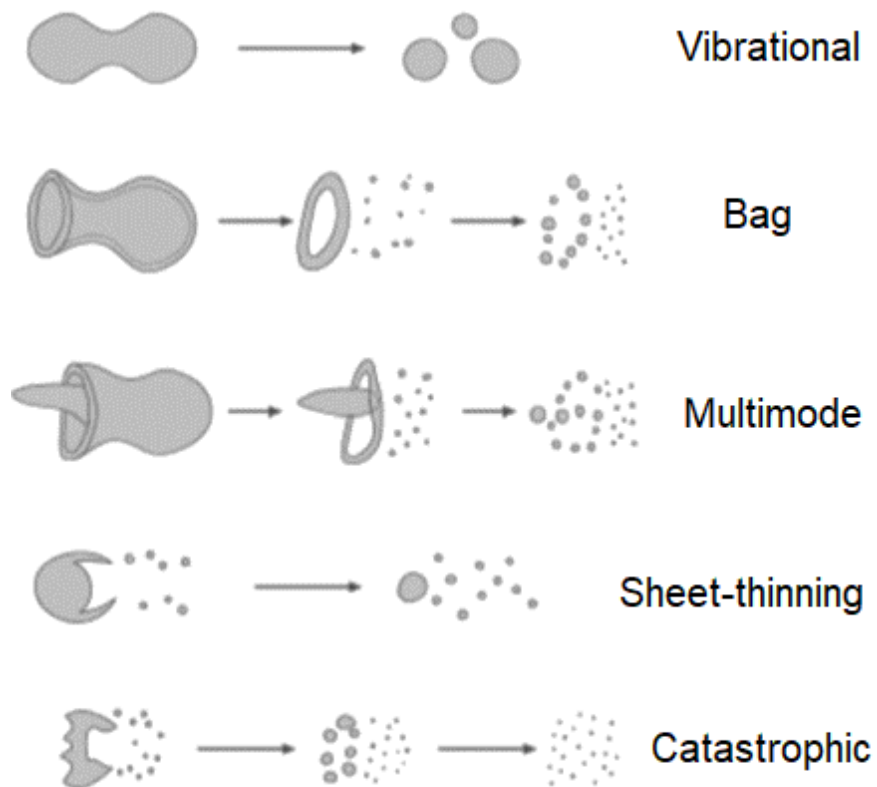 Vibrational
Bag
Multimode
Sheet-thinning
Catastrophic